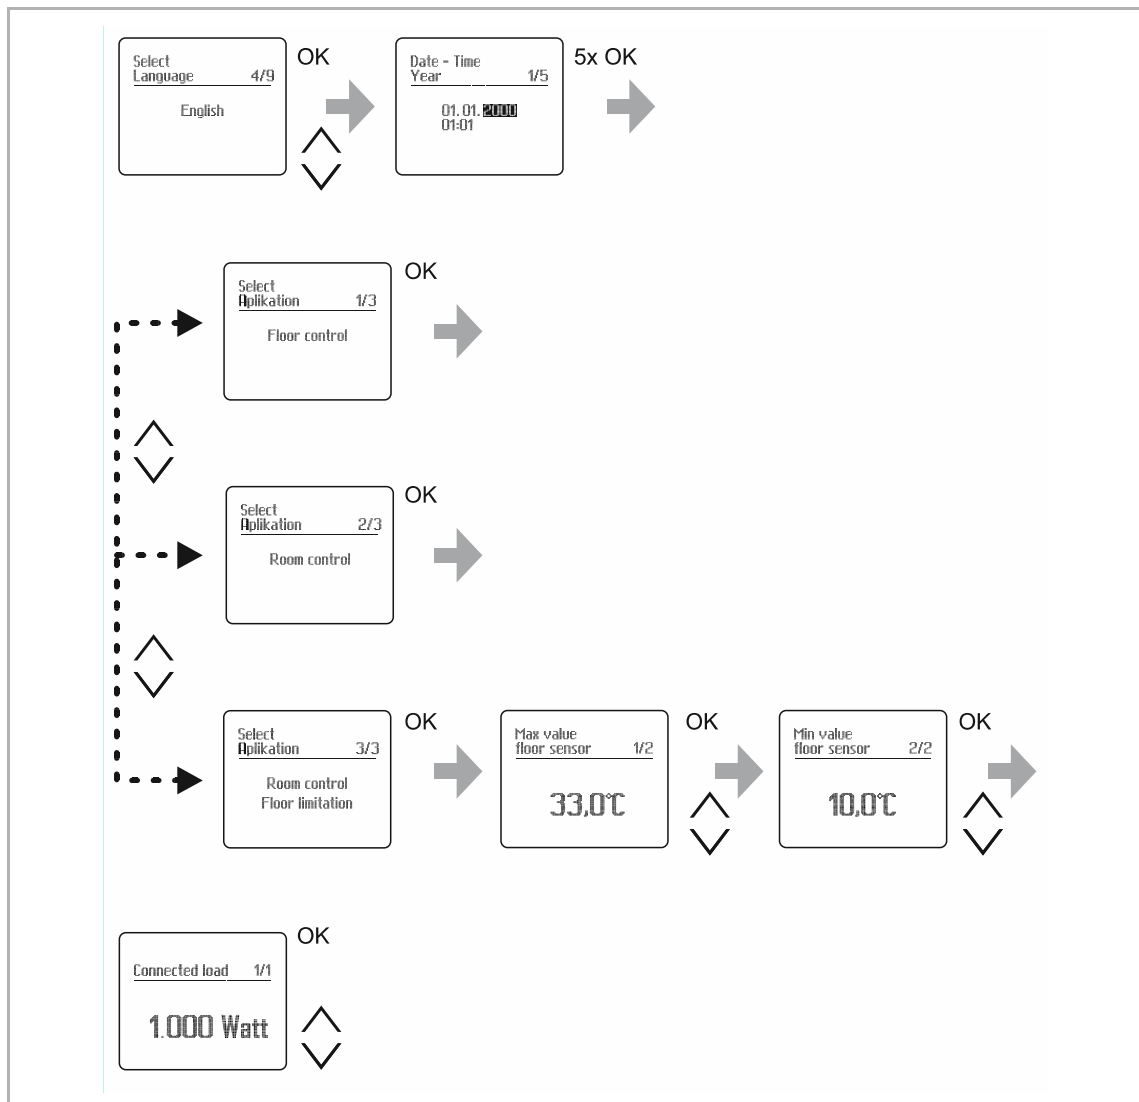 Select
Language 4/9
English
OK
Date - Time
Year 1/5
01.01.2000
01:01
5x OK
Select
Aplikation 1/3
Floor control
OK
Select
Aplikation 2/3
Room control
OK
Select
Aplikation 3/3
Room control
Floor limitation
OK
Max value
floor sensor 1/2
33,0°C
OK
Min value
floor sensor 2/2
10,0°C
OK
Connected load 1/1
1.000 Watt
OK